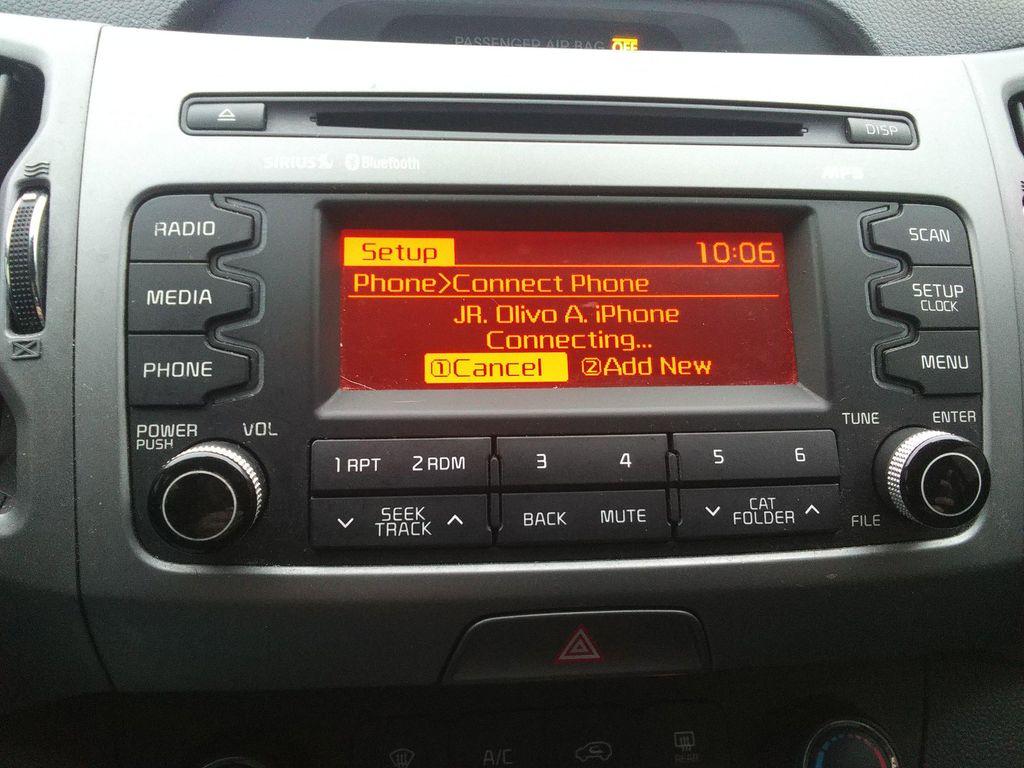 PASSENGER AIR BAG OFF
DISP
SIRIUS Bluetooth MP3
RADIO
MEDIA
PHONE
Setup 10:06
Phone>Connect Phone
JR. Olivo A. iPhone
Connecting...
①Cancel ②Add New
SCAN
SETUP
CLOCK
MENU
POWER
PUSH
VOL
TUNE
ENTER
1 RPT 2 RDM 3 4 5 6
SEEK
TRACK
BACK MUTE
CAT
FOLDER
FILE
A/C
REAR